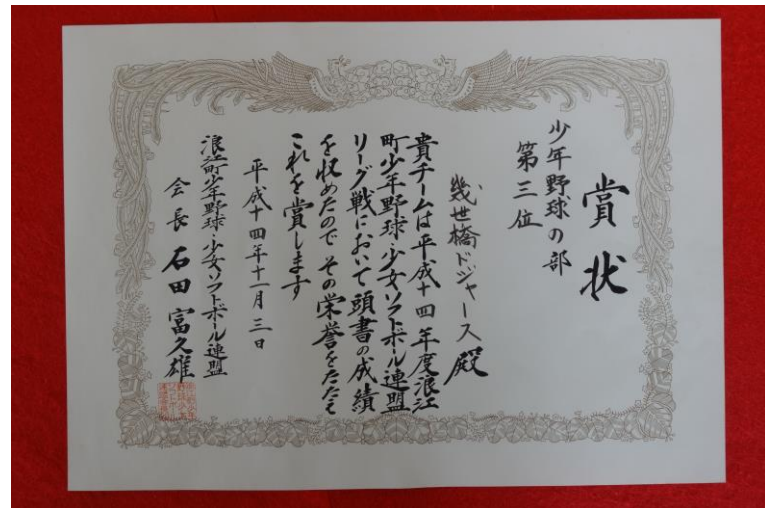 賞状
少年野球の部
第三位
幾世橋ドジャース殿
貴チームは平成十四年度浪江
町少年野球・少女ソフトボール連盟
リーグ戦において頭書の成績
を収めたので その栄誉をたたえ
これを賞します
平成十四年十一月三日
浪江町少年野球・少女ソフトボール連盟
会長 石田富久雄